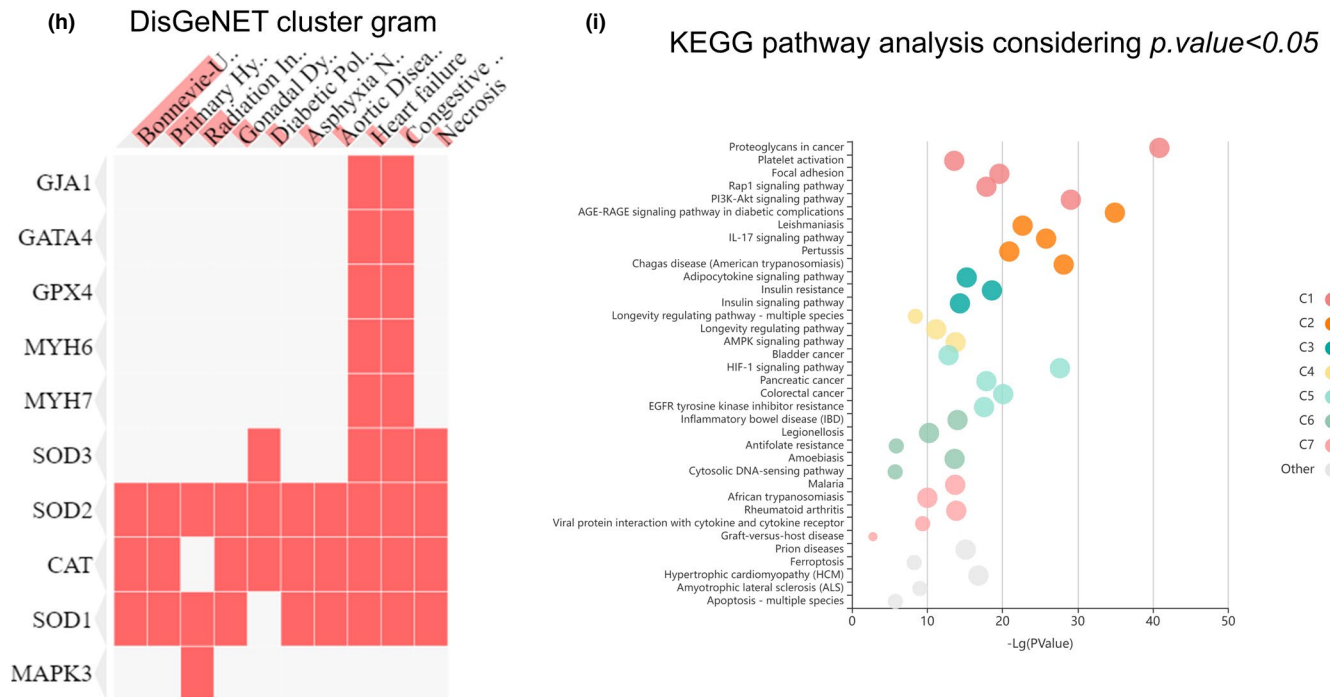 (h) DisGeNET cluster gram
Bonnevie-U..
Primary Hy..
Radiation In..
Gonadal Dy..
Diabetic Pol..
Asphyxia N..
Aortic Disea..
Heart failure
Congestive ..
Necrosis
GJA1
GATA4
GPX4
MYH6
MYH7
SOD3
SOD2
CAT
SOD1
MAPK3
(i) KEGG pathway analysis considering p.value<0.05
Proteoglycans in cancer
Platelet activation
Focal adhesion
Rap1 signaling pathway
PI3K-Akt signaling pathway
AGE-RAGE signaling pathway in diabetic complications
Leishmaniasis
IL-17 signaling pathway
Pertussis
Chagas disease (American trypanosomiasis)
Adipocytokine signaling pathway
Insulin resistance
Insulin signaling pathway
Longevity regulating pathway - multiple species
Longevity regulating pathway
AMPK signaling pathway
Bladder cancer
HIF-1 signaling pathway
Pancreatic cancer
Colorectal cancer
EGFR tyrosine kinase inhibitor resistance
Inflammatory bowel disease (IBD)
Legionellosis
Antifolate resistance
Amoebiasis
Cytosolic DNA-sensing pathway
Malaria
African trypanosomiasis
Rheumatoid arthritis
Viral protein interaction with cytokine and cytokine receptor
Graft-versus-host disease
Prion diseases
Ferroptosis
Hypertrophic cardiomyopathy (HCM)
Amyotrophic lateral sclerosis (ALS)
Apoptosis - multiple species
0 10 20 30 40 50
-Lg(PValue)
C1
C2
C3
C4
C5
C6
C7
Other